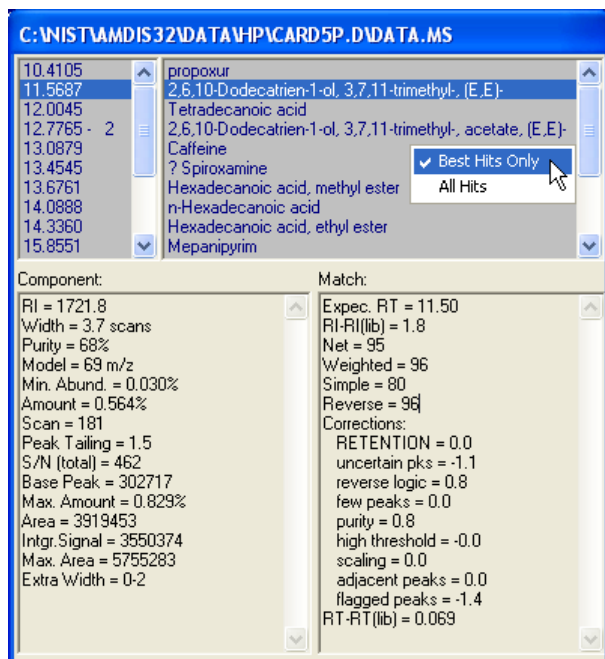 C:\NIST\AMDIS32\DATA\HP\CARD5P.D\DATA.MS
10.4105 propoxur
11.5687 2,6,10-Dodecatrien-1-ol, 3,7,11-trimethyl-, (E,E)-
12.0045 Tetradecanoic acid
12.7765 - 2 2,6,10-Dodecatrien-1-ol, 3,7,11-trimethyl-, acetate, (E,E)-
13.0879 Caffeine
13.4545 ? Spiroxamine
13.6761 Hexadecanoic acid, methyl ester
14.0888 n-Hexadecanoic acid
14.3360 Hexadecanoic acid, ethyl ester
15.8551 Mepanipyrim
Best Hits Only
All Hits
Component:
RI = 1721.8
Width = 3.7 scans
Purity = 68%
Model = 69 m/z
Min. Abund. = 0.030%
Amount = 0.564%
Scan = 181
Peak Tailing = 1.5
S/N (total) = 462
Base Peak = 302717
Max. Amount = 0.829%
Area = 3919453
Intgr.Signal = 3550374
Max. Area = 5755283
Extra Width = 0-2
Match:
Expec. RT = 11.50
RI-RI(lib) = 1.8
Net = 95
Weighted = 96
Simple = 80
Reverse = 96
Corrections:
RETENTION = 0.0
uncertain pks = -1.1
reverse logic = 0.8
few peaks = 0.0
purity = 0.8
high threshold = -0.0
scaling = 0.0
adjacent peaks = 0.0
flagged peaks = -1.4
RT-RT(lib) = 0.069